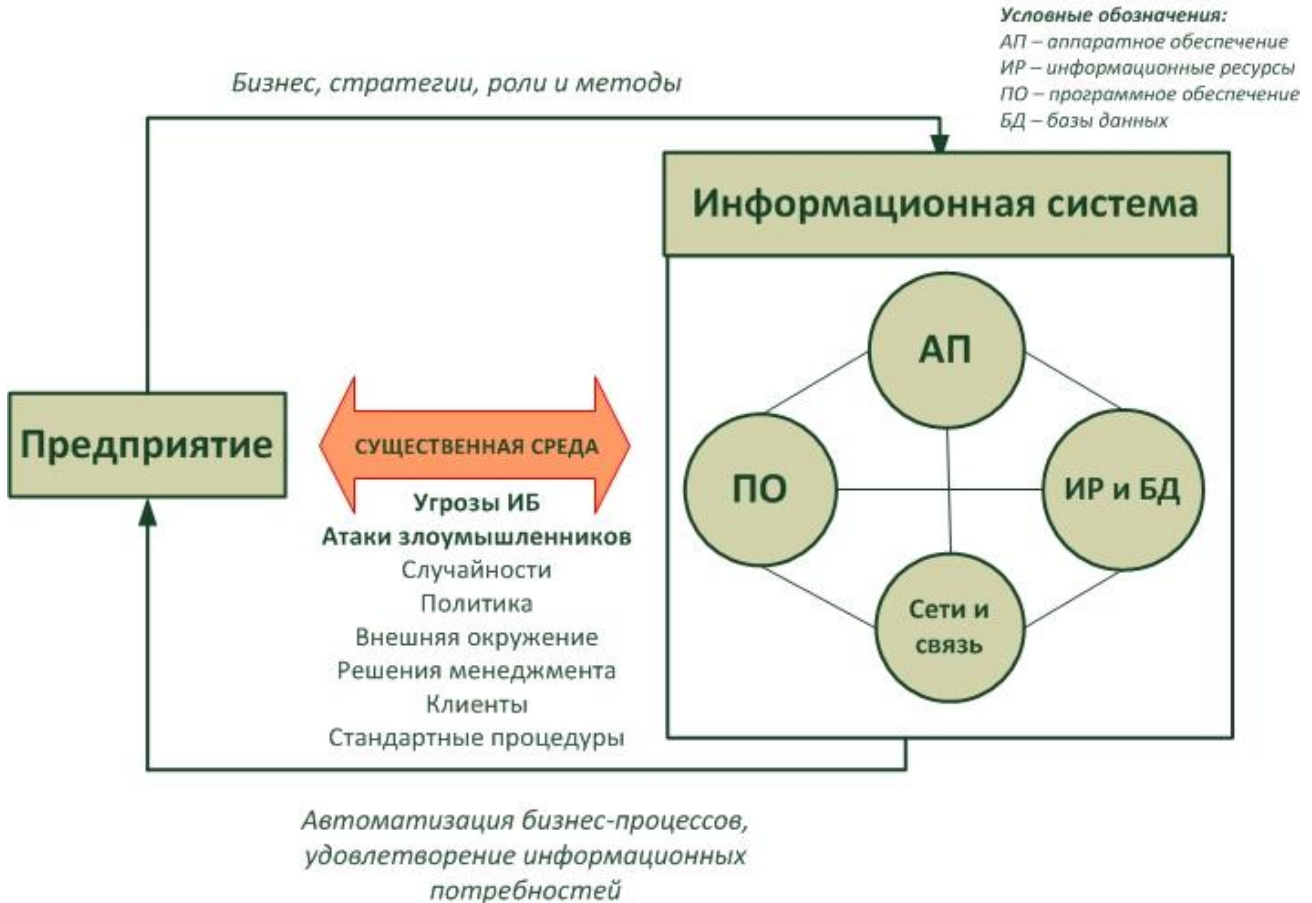 Условные обозначения:
АП – аппаратное обеспечение
ИР – информационные ресурсы
ПО – программное обеспечение
БД – базы данных
Бизнес, стратегии, роли и методы
Информационная система
АП
Предприятие
СУЩЕСТВЕННАЯ СРЕДА
ПО
ИР и БД
Угрозы ИБ
Атаки злоумышленников
Случайности
Политика
Внешняя окружение
Решения менеджмента
Клиенты
Стандартные процедуры
Сети и
связь
Автоматизация бизнес-процессов,
удовлетворение информационных
потребностей